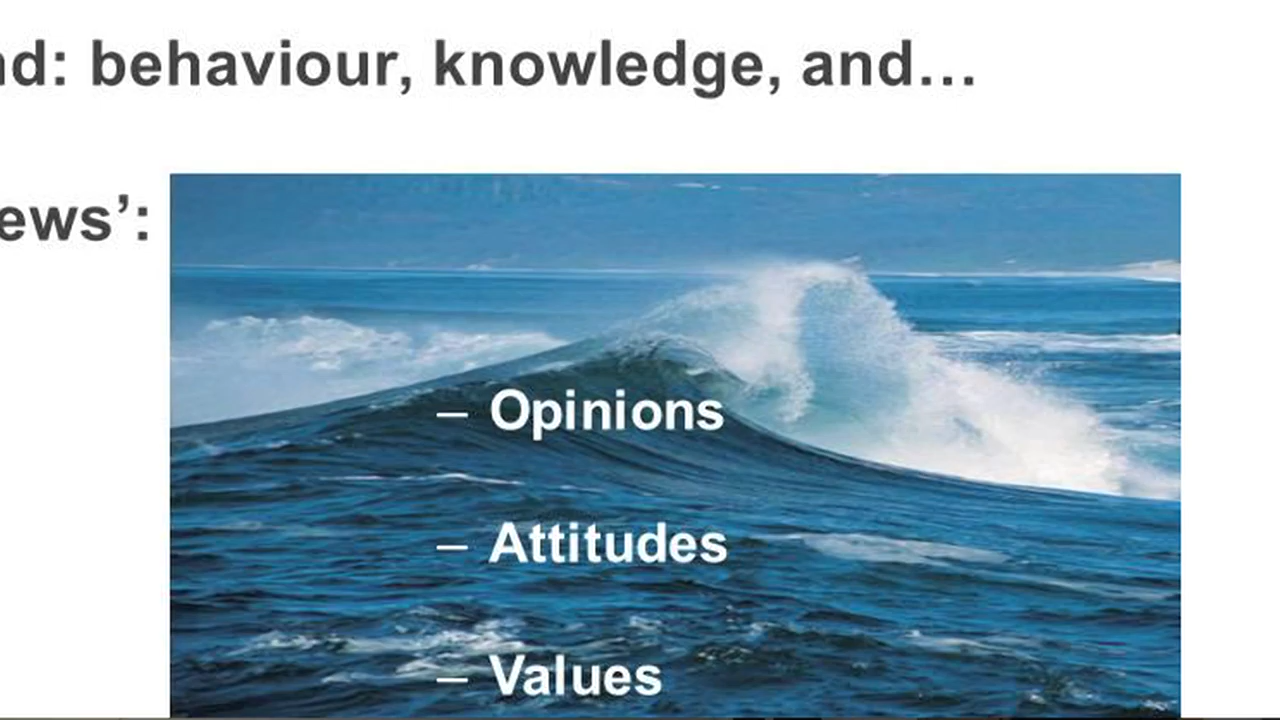 nd: behaviour, knowledge, and…
ews’:
– Opinions
– Attitudes
– Values